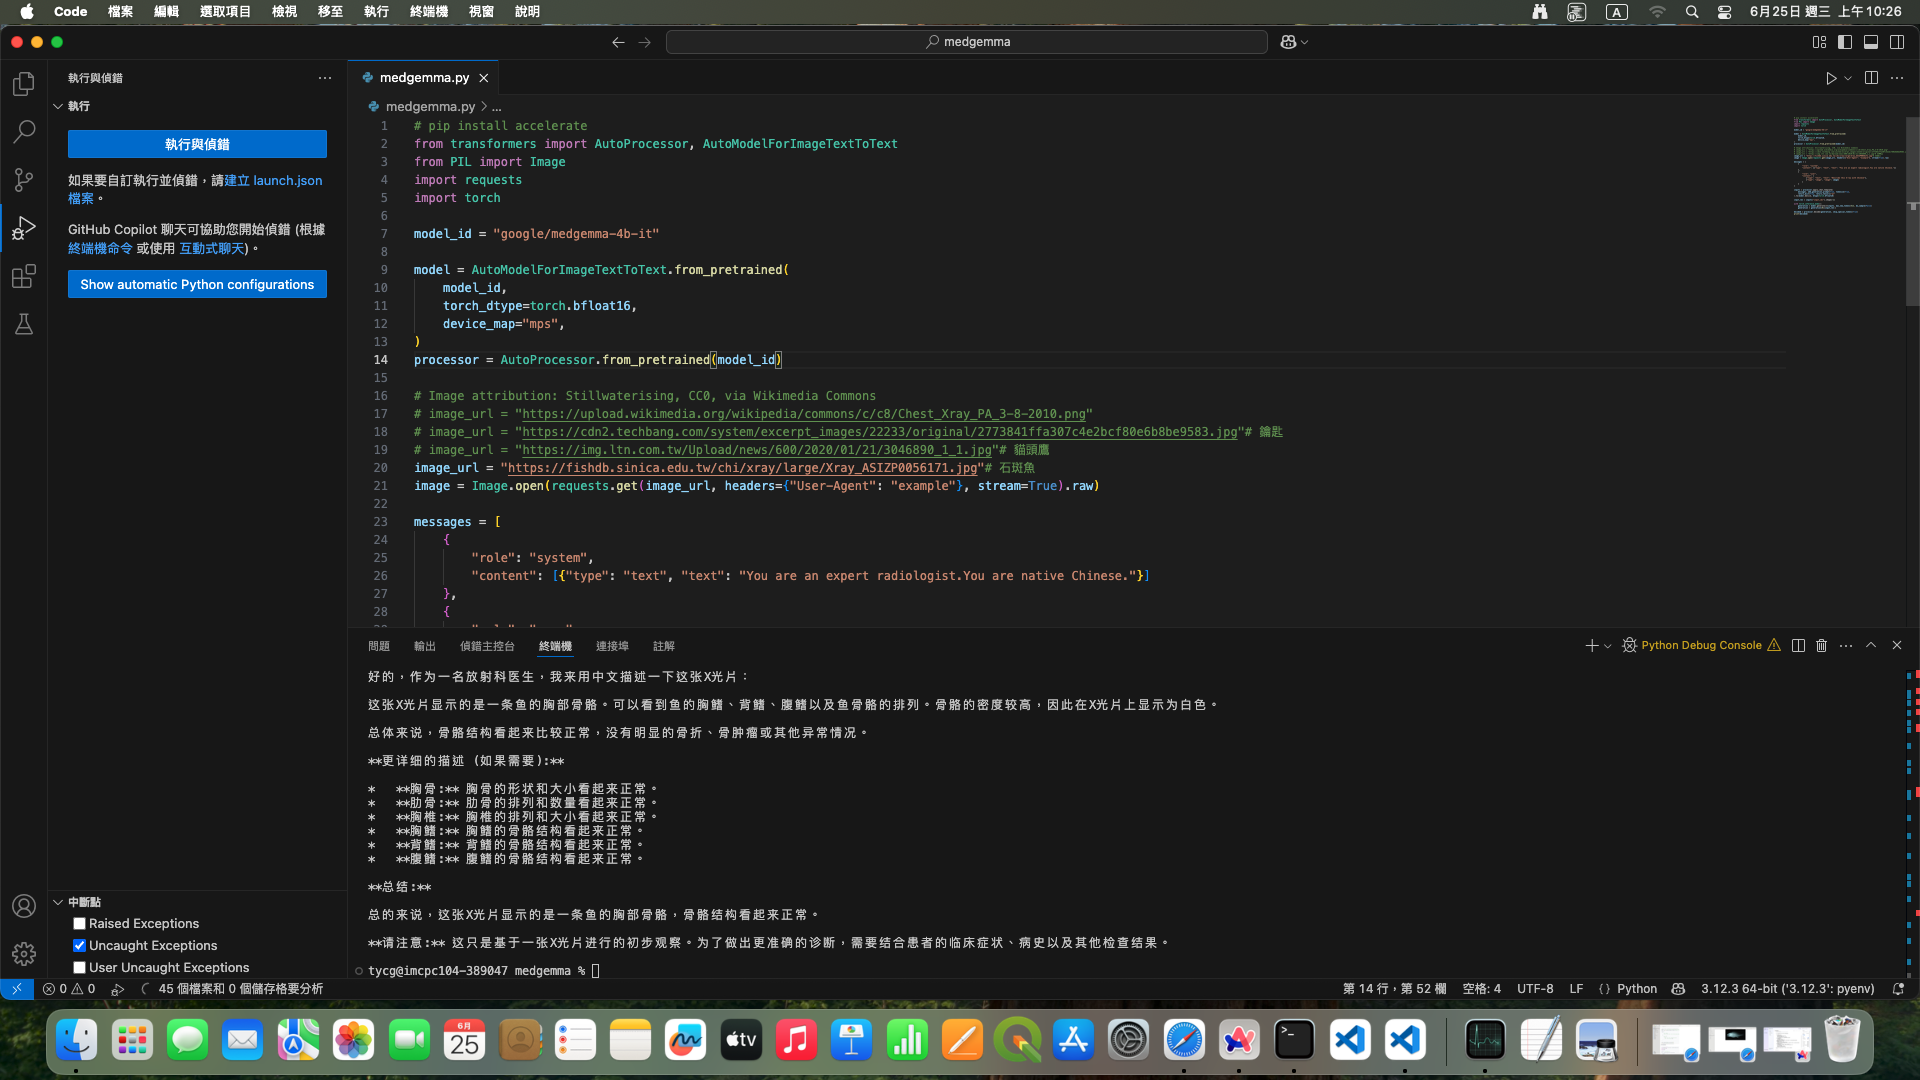 Code 檔案 編輯 選取項目 檢視 移至 執行 終端機 視窗 說明
A
6月25日 週三 上午10:26
medgemma
執行與偵錯
執行
執行與偵錯
如果要自訂執行並偵錯，請建立 launch.json
檔案。
GitHub Copilot 聊天可協助您開始偵錯 (根據
終端機命令 或使用 互動式聊天)。
Show automatic Python configurations
中斷點
Raised Exceptions
Uncaught Exceptions
User Uncaught Exceptions
medgemma.py
medgemma.py > ...
1 # pip install accelerate
2 from transformers import AutoProcessor, AutoModelForImageTextToText
3 from PIL import Image
4 import requests
5 import torch
6
7 model_id = "google/medgemma-4b-it"
8
9 model = AutoModelForImageTextToText.from_pretrained(
10 model_id,
11 torch_dtype=torch.bfloat16,
12 device_map="mps",
13 )
14 processor = AutoProcessor.from_pretrained(model_id)
15
16 # Image attribution: Stillwaterising, CC0, via Wikimedia Commons
17 # image_url = "https://upload.wikimedia.org/wikipedia/commons/c/c8/Chest_Xray_PA_3-8-2010.png"
18 # image_url = "https://cdn2.techbang.com/system/excerpt_images/22233/original/2773841ffa307c4e2bcf80e6b8be9583.jpg"# 鑰匙
19 # image_url = "https://img.ltn.com.tw/Upload/news/600/2020/01/21/3046890_1_1.jpg"# 貓頭鷹
20 image_url = "https://fishdb.sinica.edu.tw/chi/xray/large/Xray_ASIZP0056171.jpg"# 石斑魚
21 image = Image.open(requests.get(image_url, headers={"User-Agent": "example"}, stream=True).raw)
22
23 messages = [
24 {
25 "role": "system",
26 "content": [{"type": "text", "text": "You are an expert radiologist.You are native Chinese."}]
27 },
28 {
問題 輸出 偵錯主控台 終端機 連接埠 註解
Python Debug Console
好的，作为一名放射科医生，我来用中文描述一下这张X光片：
这张X光片显示的是一条鱼的胸部骨骼。可以看到鱼的胸鳍、背鳍、腹鳍以及鱼骨骼的排列。骨骼的密度较高，因此在X光片上显示为白色。
总体来说，骨骼结构看起来比较正常，没有明显的骨折、骨肿瘤或其他异常情况。
**更详细的描述 (如果需要):**
* **胸骨:** 胸骨的形状和大小看起来正常。
* **肋骨:** 肋骨的排列和数量看起来正常。
* **胸椎:** 胸椎的排列和大小看起来正常。
* **胸鳍:** 胸鳍的骨骼结构看起来正常。
* **背鳍:** 背鳍的骨骼结构看起来正常。
* **腹鳍:** 腹鳍的骨骼结构看起来正常。
**总结:**
总的来说，这张X光片显示的是一条鱼的胸部骨骼，骨骼结构看起来正常。
**请注意:** 这只是基于一张X光片进行的初步观察。为了做出更准确的诊断，需要结合患者的临床症状、病史以及其他检查结果。
tycg@imcpc104-389047 medgemma %
0 0 45 個檔案和 0 個儲存格要分析
第 14 行，第 52 欄 空格: 4 UTF-8 LF {} Python 3.12.3 64-bit ('3.12.3': pyenv)
6月
25
tv
>_